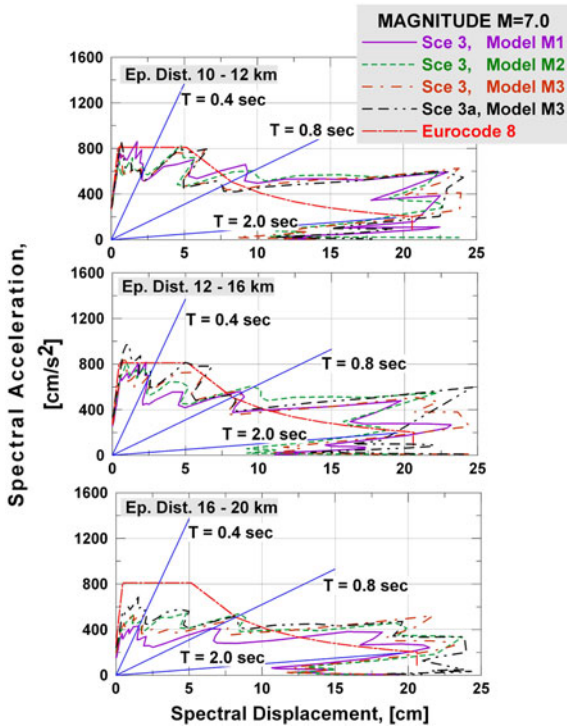 MAGNITUDE M=7.0
Sce 3, Model M1
Sce 3, Model M2
Sce 3, Model M3
Sce 3a, Model M3
Eurocode 8
Spectral Acceleration, [cm/s²]
1600
1200
800
400
0
Ep. Dist. 10 - 12 km
T = 0.4 sec
T = 0.8 sec
T = 2.0 sec
0 5 10 15 20 25
1600
1200
800
400
0
Ep. Dist. 12 - 16 km
T = 0.4 sec
T = 0.8 sec
T = 2.0 sec
0 5 10 15 20 25
1600
1200
800
400
0
Ep. Dist. 16 - 20 km
T = 0.4 sec
T = 0.8 sec
T = 2.0 sec
0 5 10 15 20 25
Spectral Displacement, [cm]